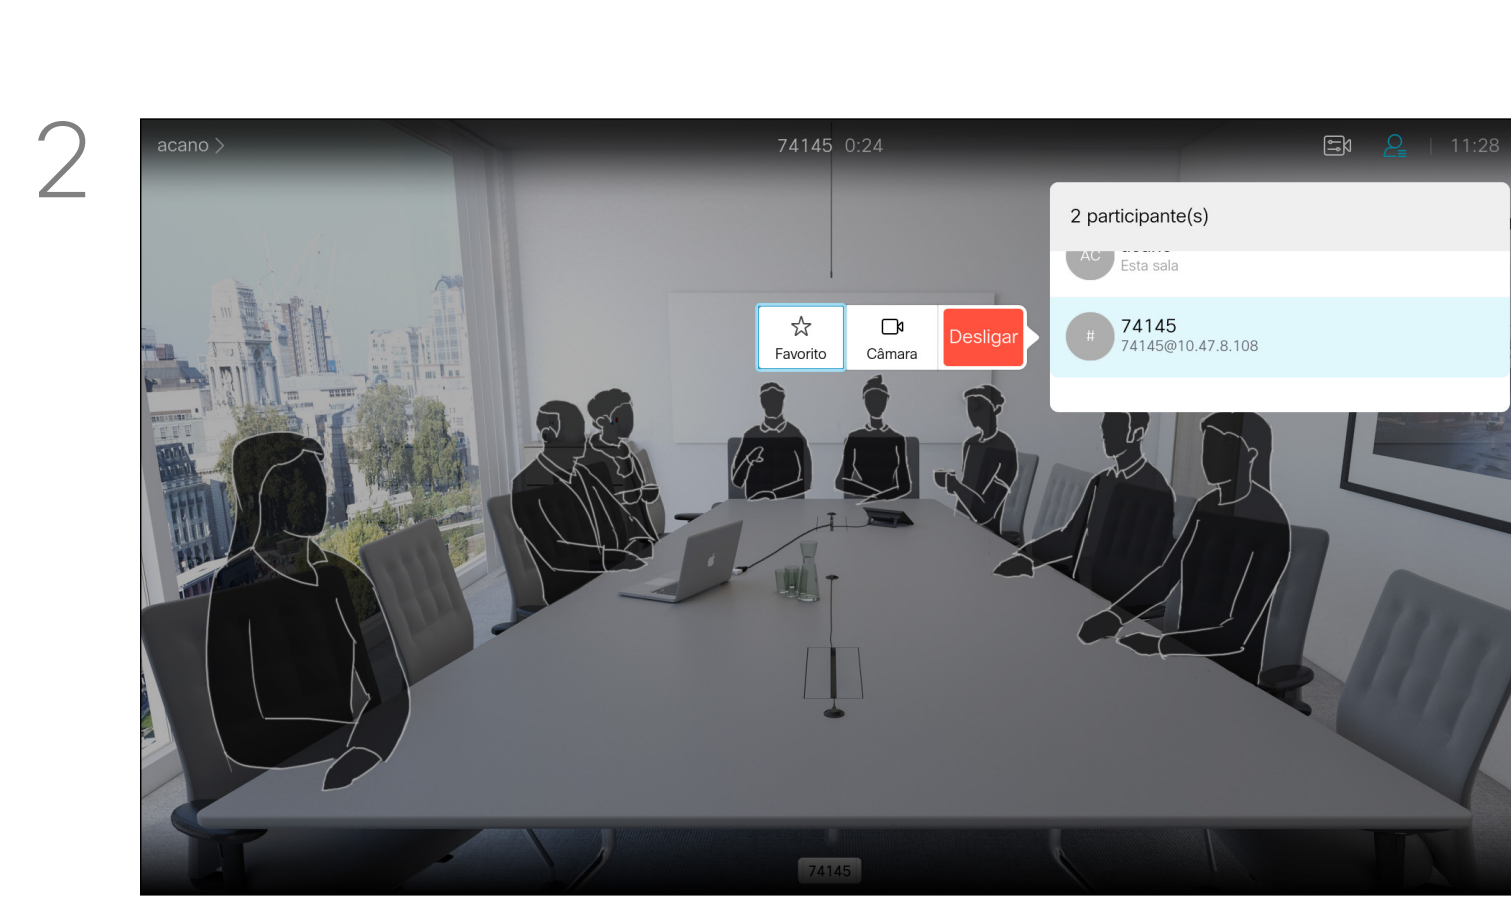 2
acano
74145 0:24
11:28
2 participante(s)
AC
Esta sala
Favorito
Câmara
Desligar
#
74145
74145@10.47.8.108
74145